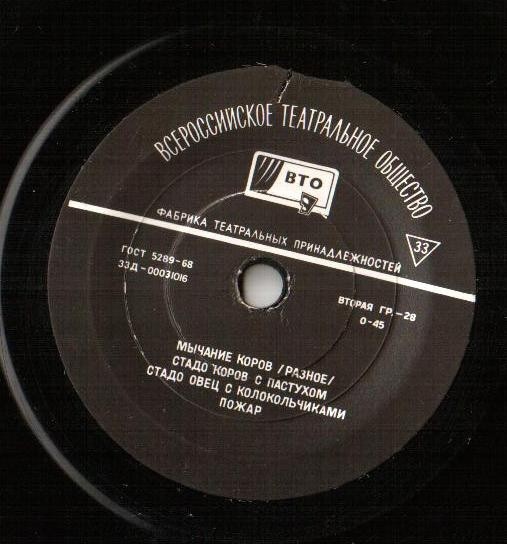 ВСЕРОССИЙСКОЕ ТЕАТРАЛЬНОЕ ОБЩЕСТВО
ВТО
ФАБРИКА ТЕАТРАЛЬНЫХ ПРИНАДЛЕЖНОСТЕЙ
33
ГОСТ 5289-68
33Д-00031016
ВТОРАЯ ГР.-28
0-45
МЫЧАНИЕ КОРОВ /РАЗНОЕ/
СТАДО КОРОВ С ПАСТУХОМ
СТАДО ОВЕЦ С КОЛОКОЛЬЧИКАМИ
ПОЖАР